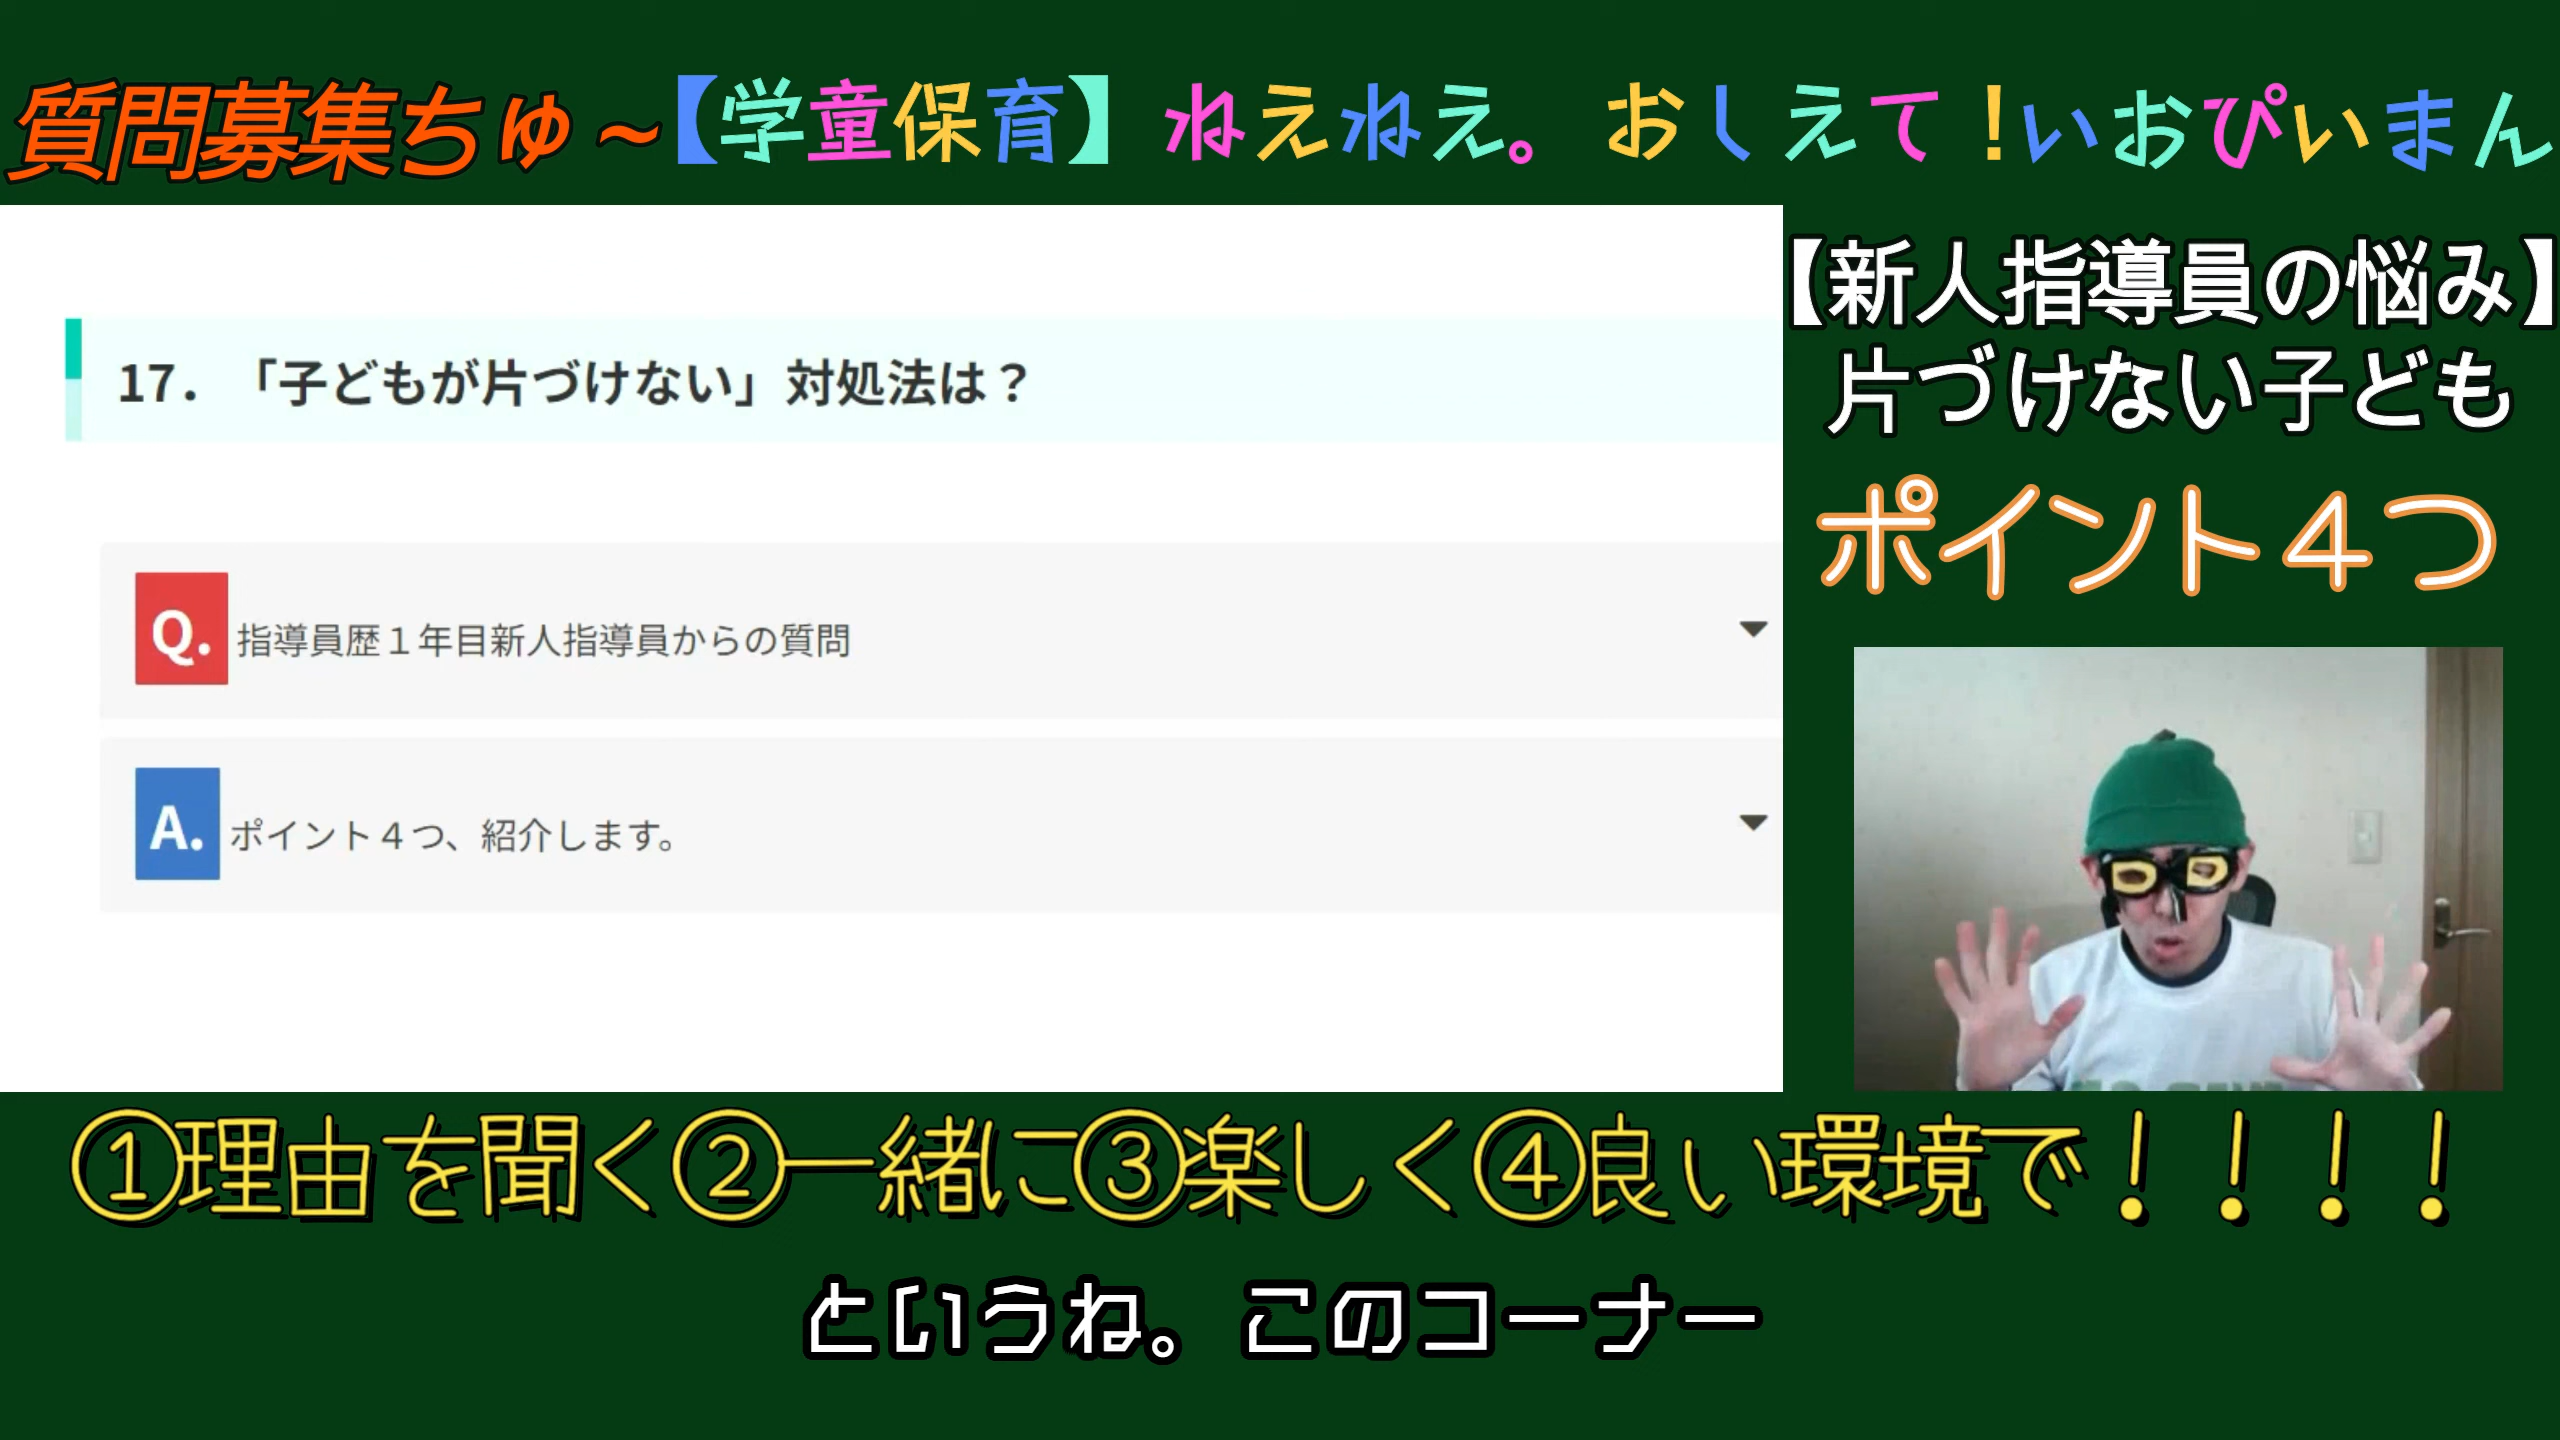 質問募集ちゅ～【学童保育】ねえねえ。おしえて！いおぴいまん
【新人指導員の悩み】
片づけない子ども
ポイント４つ
17. 「子どもが片づけない」対処法は？
Q. 指導員歴１年目新人指導員からの質問
A. ポイント４つ、紹介します。
①理由を聞く②一緒に③楽しく④良い環境で！！！！
というね。このコーナー